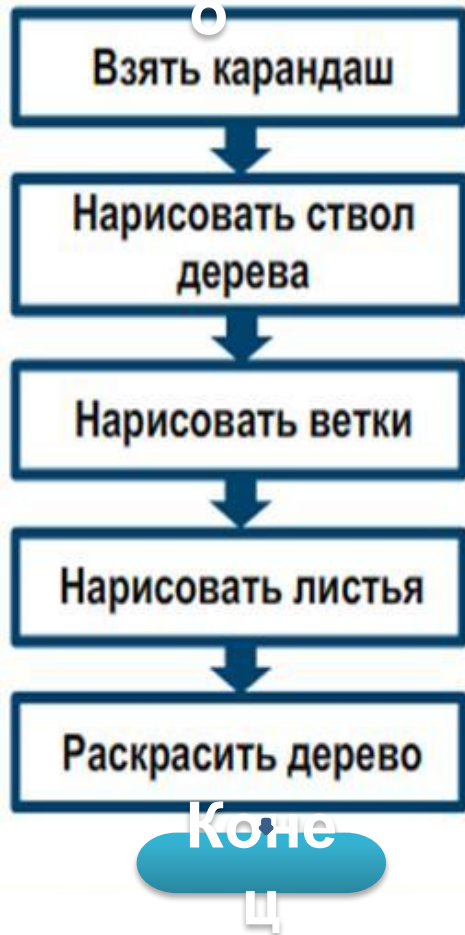 о
Взять карандаш
Нарисовать ствол
дерева
Нарисовать ветки
Нарисовать листья
Раскрасить дерево
Коне
ц